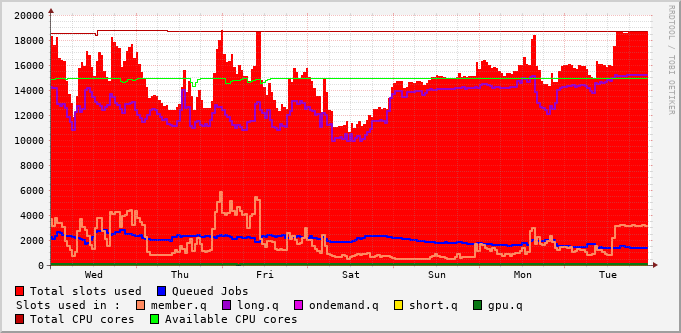 20000
18000
16000
14000
12000
10000
8000
6000
4000
2000
0
Wed Thu Fri Sat Sun Mon Tue
Total slots used Queued Jobs
Slots used in : member.q long.q ondemand.q short.q gpu.q
Total CPU cores Available CPU cores
RRDTOOL / TOBI OETIKER